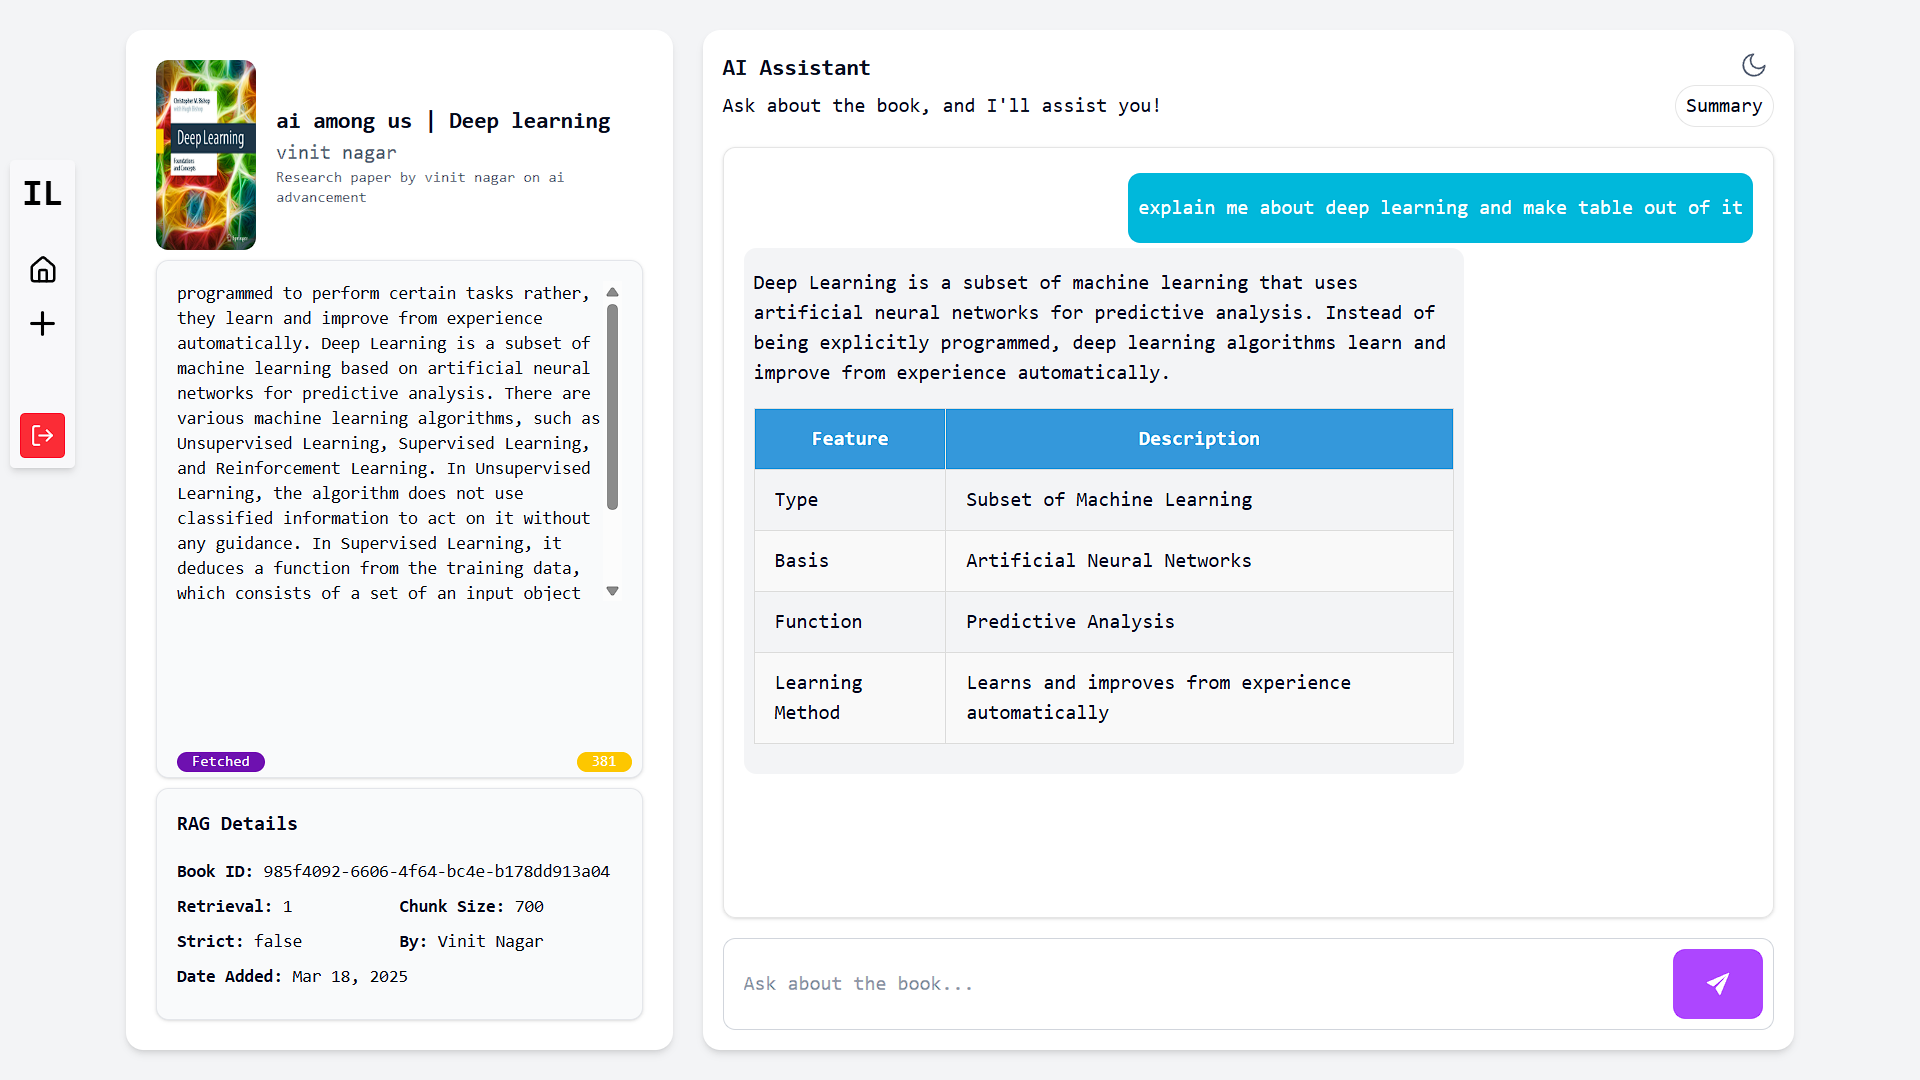 IL
Christopher M. Bishop
with Hugh Bishop
Deep Learning
Foundations
and Concepts
Springer
ai among us | Deep learning
vinit nagar
Research paper by vinit nagar on ai
advancement
programmed to perform certain tasks rather,
they learn and improve from experience
automatically. Deep Learning is a subset of
machine learning based on artificial neural
networks for predictive analysis. There are
various machine learning algorithms, such as
Unsupervised Learning, Supervised Learning,
and Reinforcement Learning. In Unsupervised
Learning, the algorithm does not use
classified information to act on it without
any guidance. In Supervised Learning, it
deduces a function from the training data,
which consists of a set of an input object
Fetched
381
RAG Details
Book ID: 985f4092-6606-4f64-bc4e-b178dd913a04
Retrieval: 1
Chunk Size: 700
Strict: false
By: Vinit Nagar
Date Added: Mar 18, 2025
AI Assistant
Ask about the book, and I'll assist you!
Summary
explain me about deep learning and make table out of it
Deep Learning is a subset of machine learning that uses
artificial neural networks for predictive analysis. Instead of
being explicitly programmed, deep learning algorithms learn and
improve from experience automatically.
Feature
Description
Type
Subset of Machine Learning
Basis
Artificial Neural Networks
Function
Predictive Analysis
Learning
Method
Learns and improves from experience
automatically
Ask about the book...